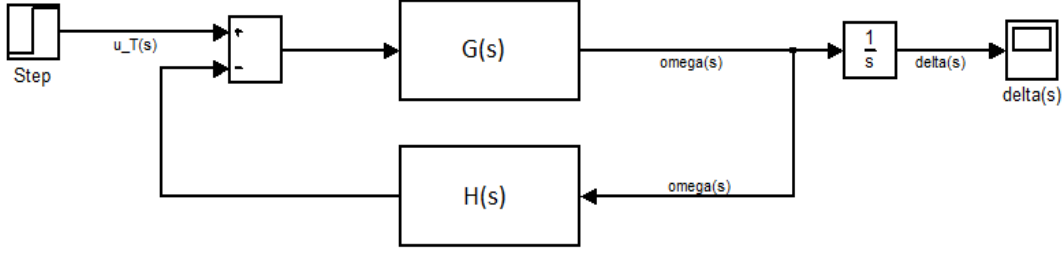 Step
u_T(s)
+
-
G(s)
omega(s)
1
s
delta(s)
delta(s)
H(s)
omega(s)